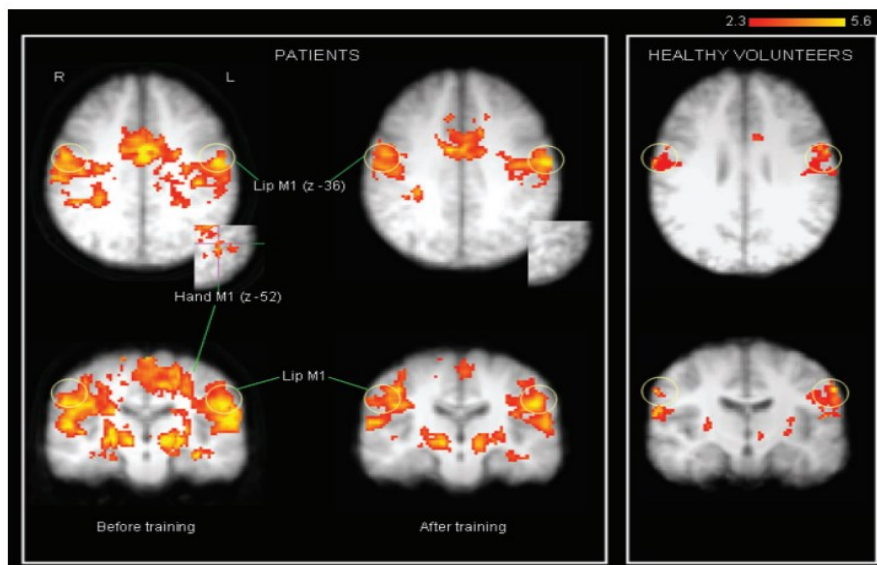 2.3 5.6
PATIENTS
HEALTHY VOLUNTEERS
R L
Lip M1 (z -36)
Hand M1 (z -52)
Lip M1
Before training
After training